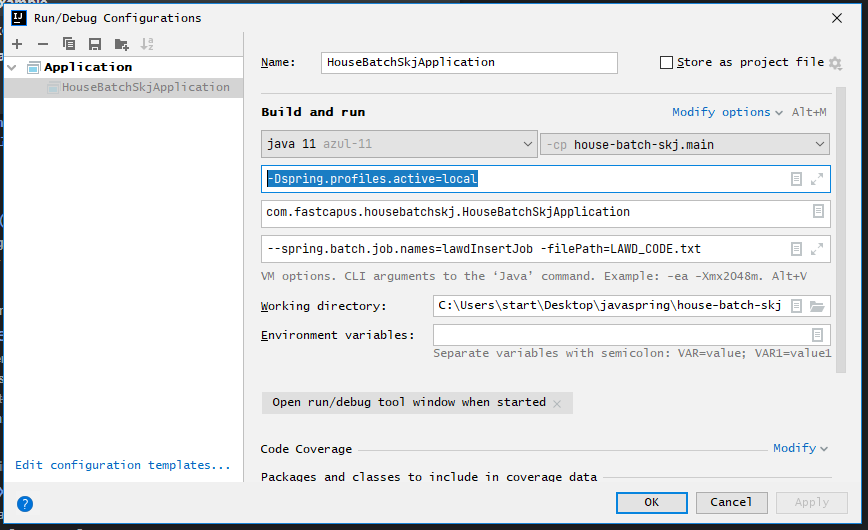 xample
Run/Debug Configurations
Name: HouseBatchSkjApplication Store as project file
Application
HouseBatchSkjApplication
Build and run Modify options Alt+M
java 11 azul-11 -cp house-batch-skj.main
-Dspring.profiles.active=local
com.fastcapus.housebatchskj.HouseBatchSkjApplication
--spring.batch.job.names=lawdInsertJob -filePath=LAWD_CODE.txt
VM options. CLI arguments to the ‘Java’ command. Example: -ea -Xmx2048m. Alt+V
Working directory: C:\Users\start\Desktop\javaspring\house-batch-skj
Environment variables:
Separate variables with semicolon: VAR=value; VAR1=value1
Open run/debug tool window when started
Code Coverage Modify
Edit configuration templates...
Packages and classes to include in coverage data
? OK Cancel Apply